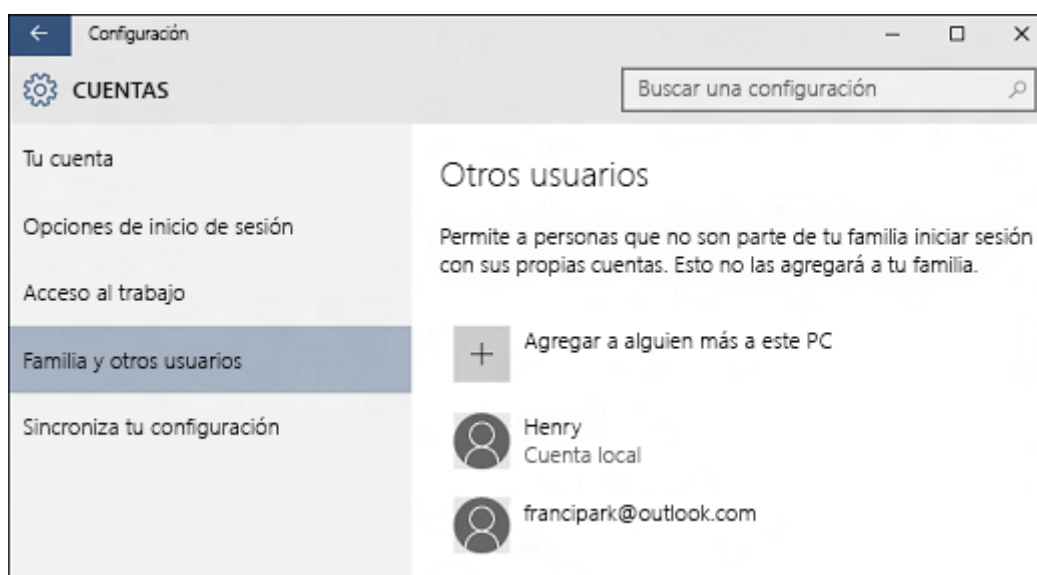 Configuración
CUENTAS
Buscar una configuración
Tu cuenta
Opciones de inicio de sesión
Acceso al trabajo
Familia y otros usuarios
Sincroniza tu configuración
Otros usuarios
Permite a personas que no son parte de tu familia iniciar sesión
con sus propias cuentas. Esto no las agregará a tu familia.
Agregar a alguien más a este PC
Henry
Cuenta local
francipark@outlook.com